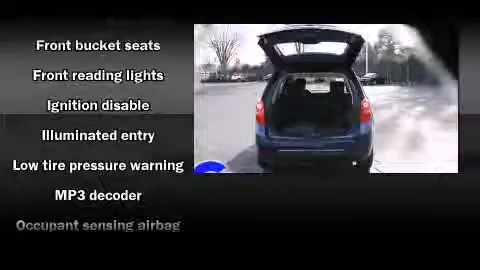 Front bucket seats
Front reading lights
Ignition disable
Illuminated entry
Low tire pressure warning
MP3 decoder
Occupant sensing airbag